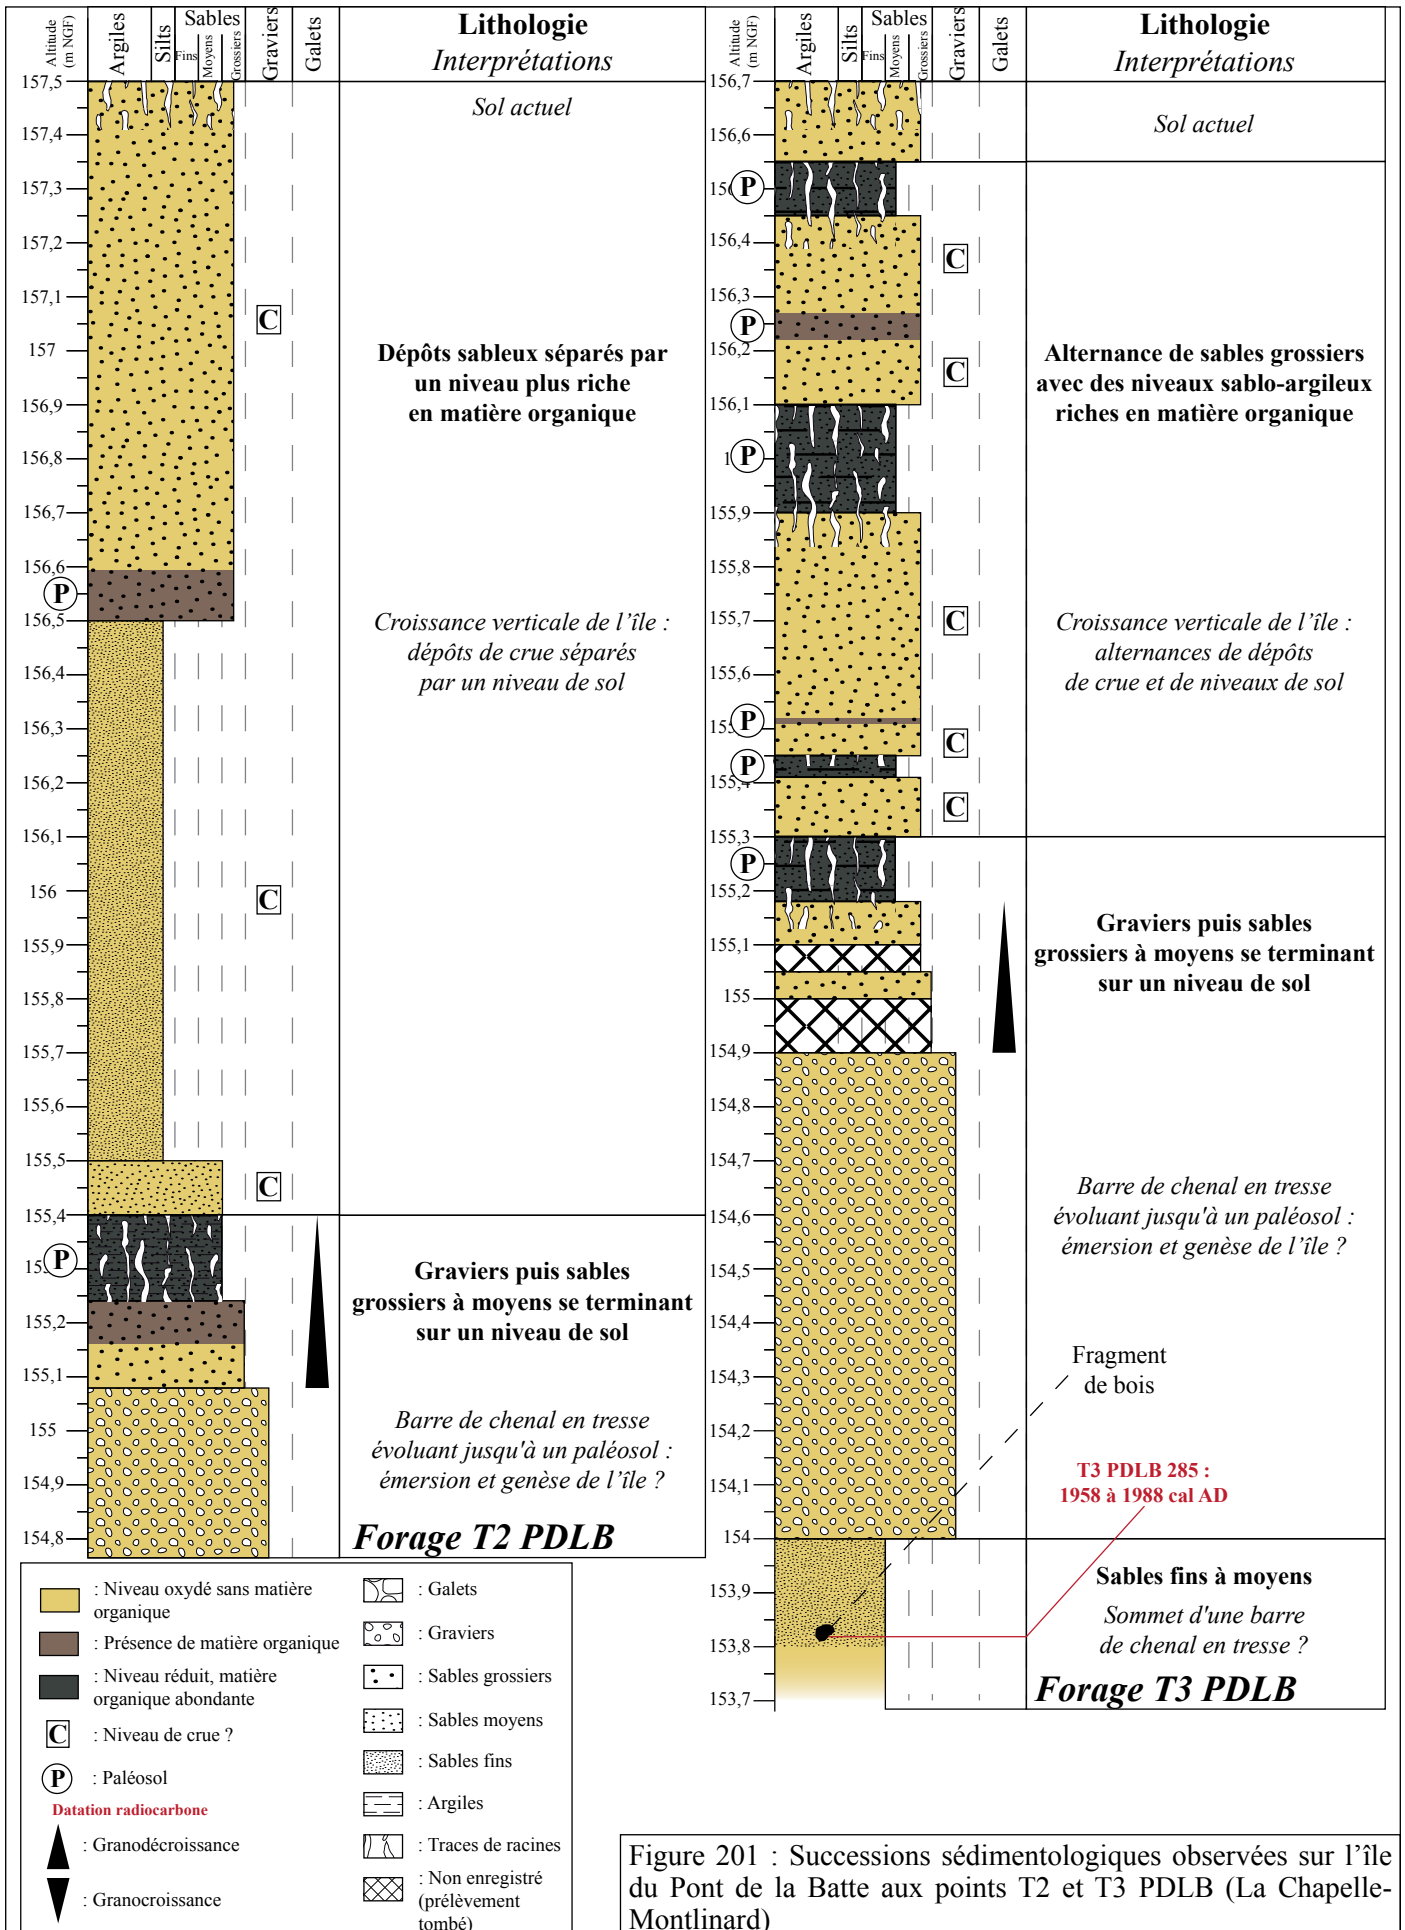 Altitude
(m NGF)
Argiles
Silts
Sables
Fins
Moyens
Grossiers
Graviers
Galets
Lithologie
Interprétations
157,5
157,4
157,3
157,2
157,1
157
156,9
156,8
156,7
156,6
156,5
156,4
156,3
156,2
156,1
156
155,9
155,8
155,7
155,6
155,5
155,4
155,2
155,1
155
154,9
154,8
C
P
C
C
P
Sol actuel
Dépôts sableux séparés par
un niveau plus riche
en matière organique
Croissance verticale de l'île :
dépôts de crue séparés
par un niveau de sol
Graviers puis sables
grossiers à moyens se terminant
sur un niveau de sol
Barre de chenal en tresse
évoluant jusqu'à un paléosol :
émersion et genèse de l'île ?
Forage T2 PDLB
Altitude
(m NGF)
Argiles
Silts
Sables
Fins
Moyens
Grossiers
Graviers
Galets
Lithologie
Interprétations
156,7
156,6
156,4
156,3
156,2
156,1
155,9
155,8
155,7
155,6
155,3
155,2
155,1
155
154,9
154,8
154,7
154,6
154,5
154,4
154,3
154,2
154,1
154
153,9
153,8
153,7
P
C
P
C
P
C
P
C
P
C
P
Sol actuel
Alternance de sables grossiers
avec des niveaux sablo-argileux
riches en matière organique
Croissance verticale de l'île :
alternances de dépôts
de crue et de niveaux de sol
Graviers puis sables
grossiers à moyens se terminant
sur un niveau de sol
Barre de chenal en tresse
évoluant jusqu'à un paléosol :
émersion et genèse de l'île ?
Fragment
de bois
T3 PDLB 285 :
1958 à 1988 cal AD
Sables fins à moyens
Sommet d'une barre
de chenal en tresse ?
Forage T3 PDLB
: Niveau oxydé sans matière
organique
: Présence de matière organique
: Niveau réduit, matière
organique abondante
C : Niveau de crue ?
P : Paléosol
Datation radiocarbone
: Granodécroissance
: Granocroissance
: Galets
: Graviers
: Sables grossiers
: Sables moyens
: Sables fins
: Argiles
: Traces de racines
: Non enregistré
(prélèvement
tombé)
Figure 201 : Successions sédimentologiques observées sur l'île
du Pont de la Batte aux points T2 et T3 PDLB (La Chapelle-
Montlinard)